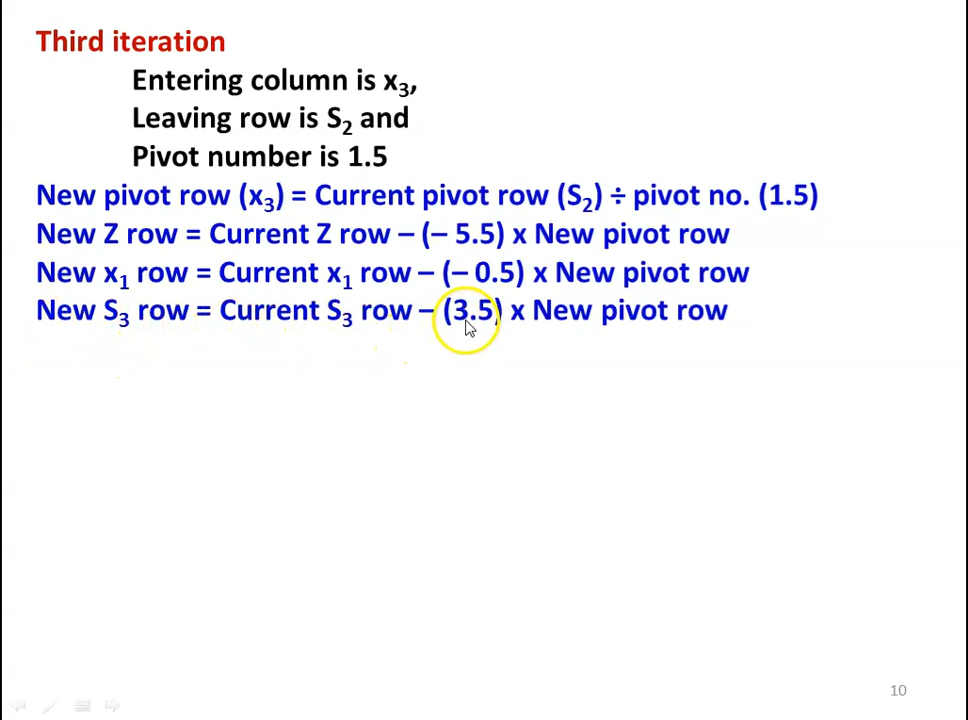 Third iteration
Entering column is x₃,
Leaving row is S₂ and
Pivot number is 1.5
New pivot row (x₃) = Current pivot row (S₂) ÷ pivot no. (1.5)
New Z row = Current Z row – (– 5.5) x New pivot row
New x₁ row = Current x₁ row – (– 0.5) x New pivot row
New S₃ row = Current S₃ row – (3.5) x New pivot row
10